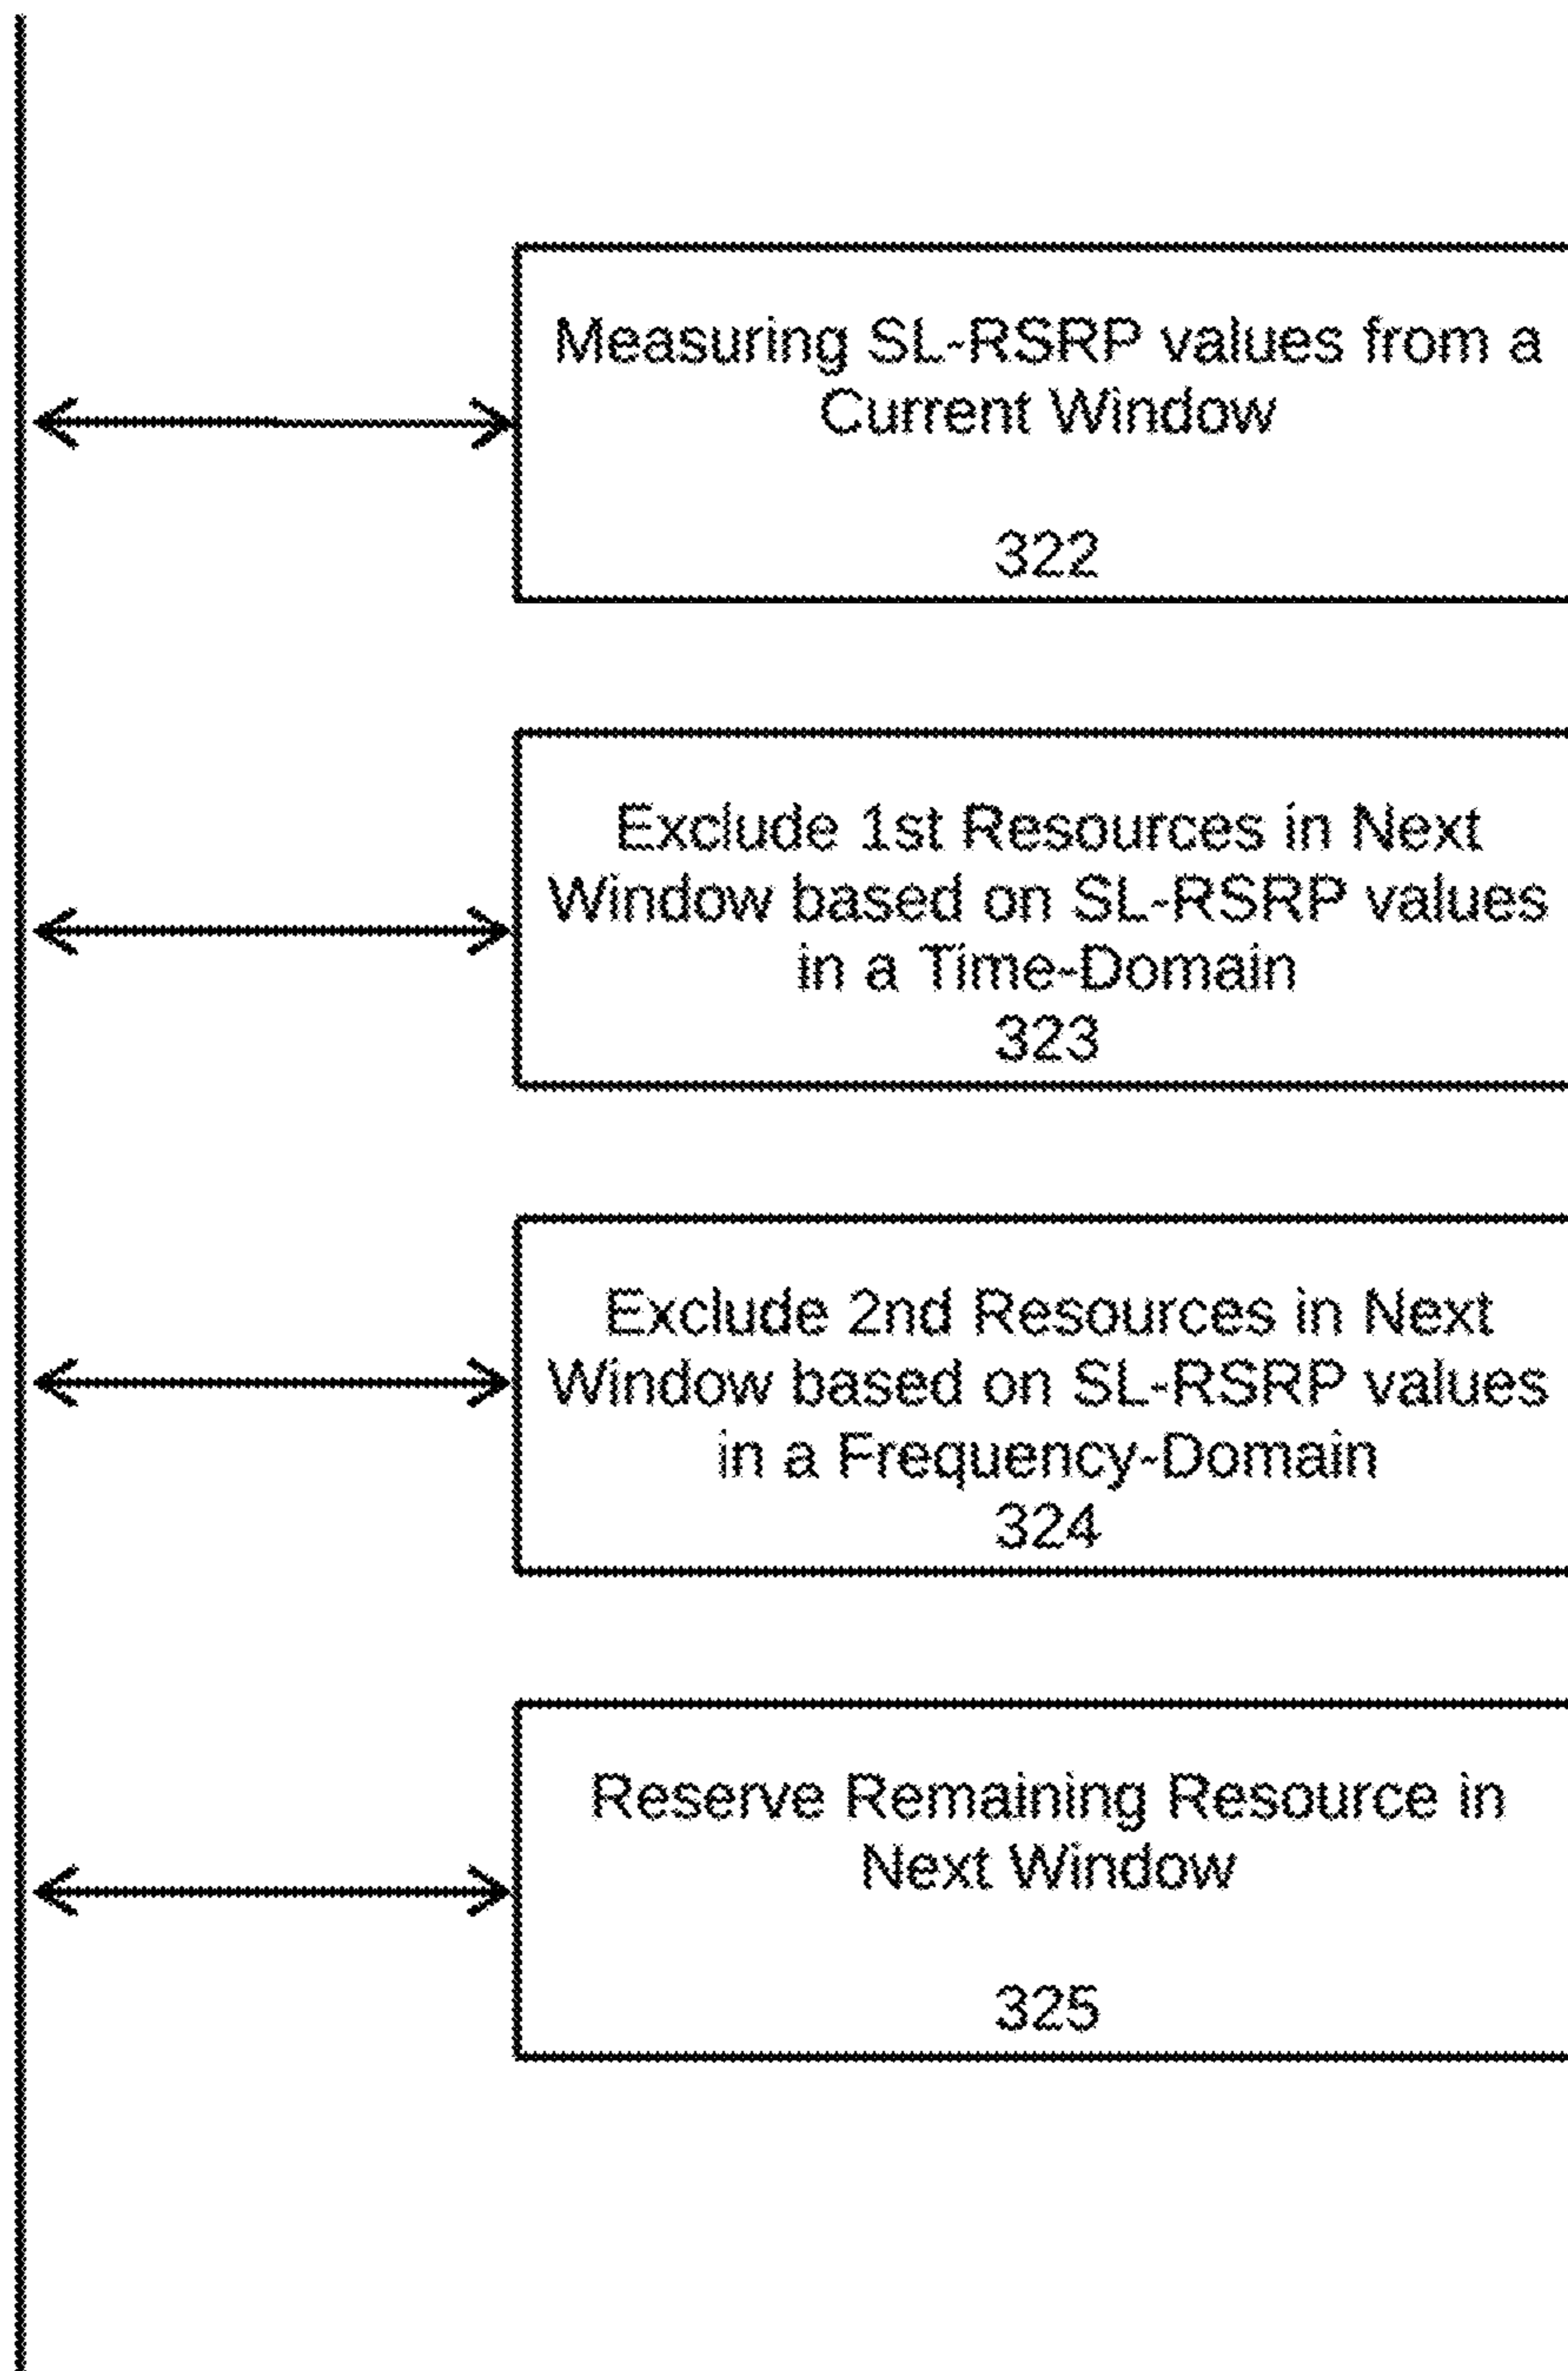 Measuring SL-RSRP values from a
Current Window
322
Exclude 1st Resources in Next
Window based on SL-RSRP values
in a Time-Domain
323
Exclude 2nd Resources in Next
Window based on SL-RSRP values
in a Frequency-Domain
324
Reserve Remaining Resource in
Next Window
325